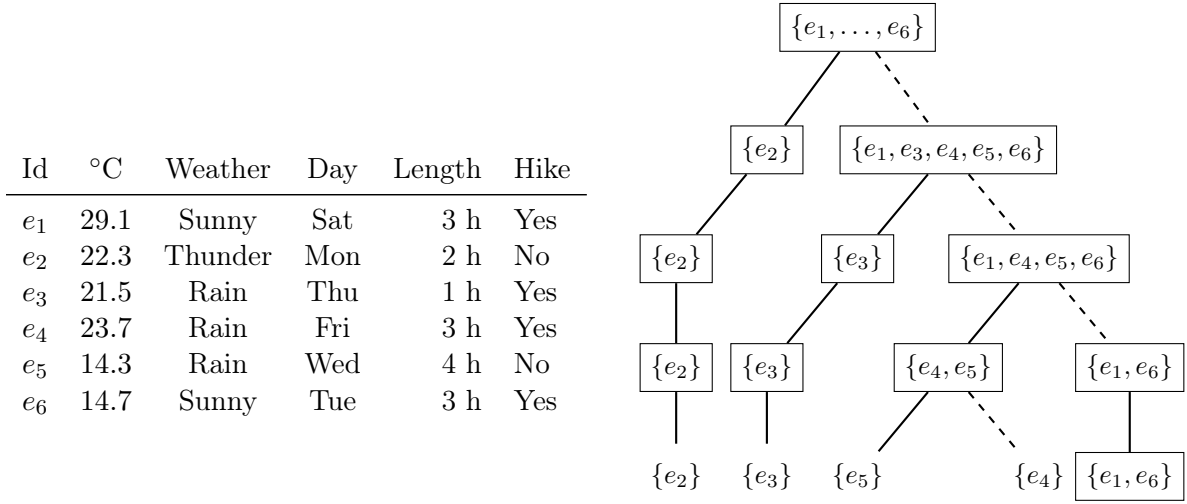 Id °C Weather Day Length Hike
e₁ 29.1 Sunny Sat 3 h Yes
e₂ 22.3 Thunder Mon 2 h No
e₃ 21.5 Rain Thu 1 h Yes
e₄ 23.7 Rain Fri 3 h Yes
e₅ 14.3 Rain Wed 4 h No
e₆ 14.7 Sunny Tue 3 h Yes
{e₁, . . . , e₆}
{e₂} {e₁, e₃, e₄, e₅, e₆}
{e₂} {e₃} {e₁, e₄, e₅, e₆}
{e₂} {e₃} {e₄, e₅} {e₁, e₆}
{e₂} {e₃} {e₅} {e₄} {e₁, e₆}